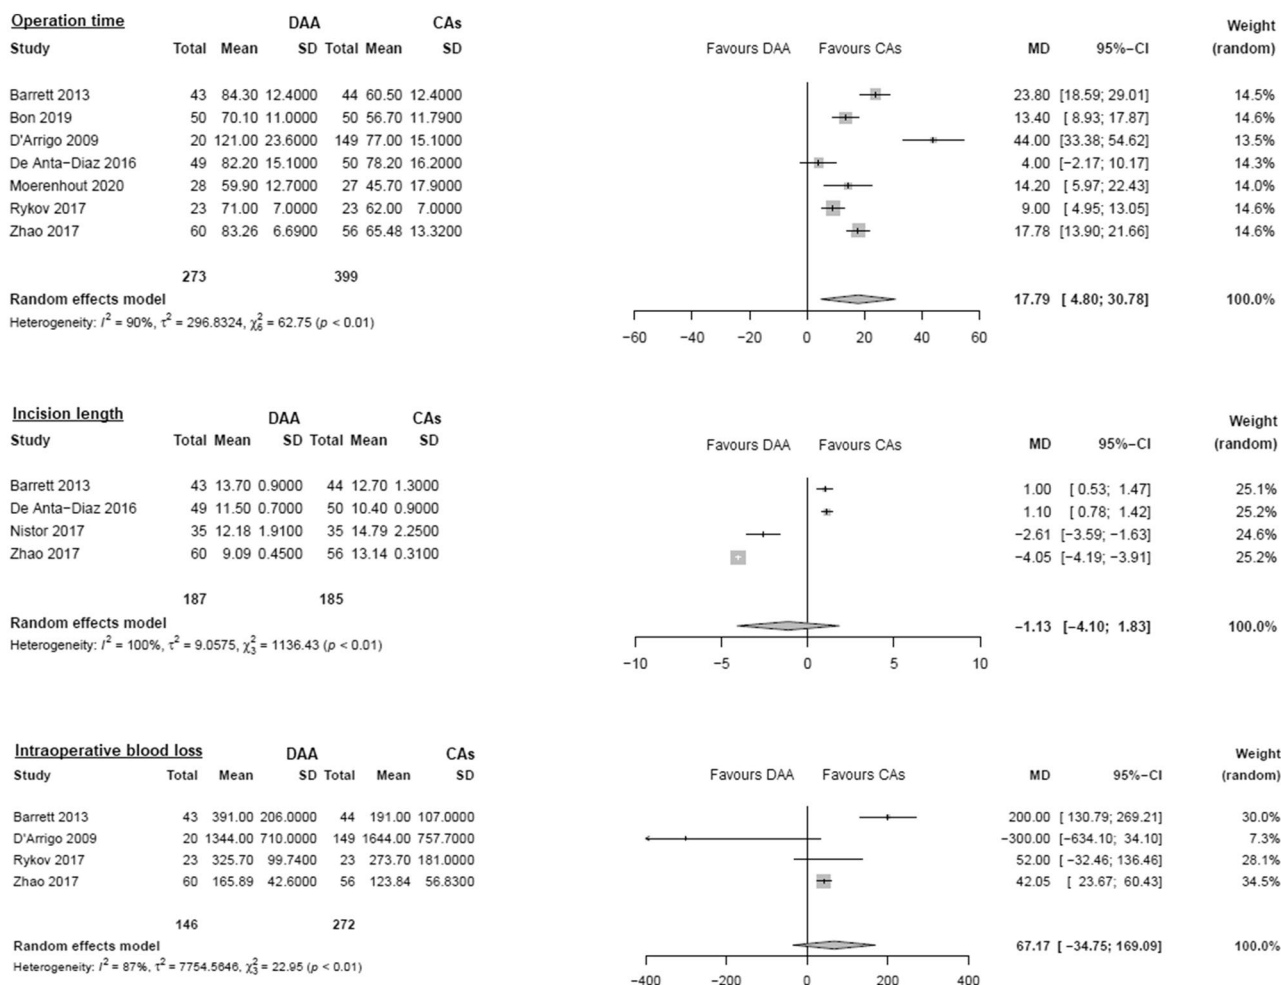 Operation time DAA CAs Weight
Study Total Mean SD Total Mean SD Favours DAA Favours CAs MD 95%−CI (random)
Barrett 2013 43 84.30 12.4000 44 60.50 12.4000 23.80 [18.59; 29.01] 14.5%
Bon 2019 50 70.10 11.0000 50 56.70 11.7900 13.40 [ 8.93; 17.87] 14.6%
D'Arrigo 2009 20 121.00 23.6000 149 77.00 15.1000 44.00 [33.38; 54.62] 13.5%
De Anta−Diaz 2016 49 82.20 15.1000 50 78.20 16.2000 4.00 [−2.17; 10.17] 14.3%
Moerenhout 2020 28 59.90 12.7000 27 45.70 17.9000 14.20 [ 5.97; 22.43] 14.0%
Rykov 2017 23 71.00 7.0000 23 62.00 7.0000 9.00 [ 4.95; 13.05] 14.6%
Zhao 2017 60 83.26 6.6900 56 65.48 13.3200 17.78 [13.90; 21.66] 14.6%
273 399
Random effects model 17.79 [ 4.80; 30.78] 100.0%
Heterogeneity: I² = 90%, τ² = 296.8324, χ²₆ = 62.75 (p < 0.01)
−60 −40 −20 0 20 40 60
Incision length DAA CAs Weight
Study Total Mean SD Total Mean SD Favours DAA Favours CAs MD 95%−CI (random)
Barrett 2013 43 13.70 0.9000 44 12.70 1.3000 1.00 [ 0.53; 1.47] 25.1%
De Anta−Diaz 2016 49 11.50 0.7000 50 10.40 0.9000 1.10 [ 0.78; 1.42] 25.2%
Nistor 2017 35 12.18 1.9100 35 14.79 2.2500 −2.61 [−3.59; −1.63] 24.6%
Zhao 2017 60 9.09 0.4500 56 13.14 0.3100 −4.05 [−4.19; −3.91] 25.2%
187 185
Random effects model −1.13 [−4.10; 1.83] 100.0%
Heterogeneity: I² = 100%, τ² = 9.0575, χ²₃ = 1136.43 (p < 0.01)
−10 −5 0 5 10
Intraoperative blood loss DAA CAs Weight
Study Total Mean SD Total Mean SD Favours DAA Favours CAs MD 95%−CI (random)
Barrett 2013 43 391.00 206.0000 44 191.00 107.0000 200.00 [ 130.79; 269.21] 30.0%
D'Arrigo 2009 20 1344.00 710.0000 149 1644.00 757.7000 −300.00 [−634.10; 34.10] 7.3%
Rykov 2017 23 325.70 99.7400 23 273.70 181.0000 52.00 [ −32.46; 136.46] 28.1%
Zhao 2017 60 165.89 42.6000 56 123.84 56.8300 42.05 [ 23.67; 60.43] 34.5%
146 272
Random effects model 67.17 [ −34.75; 169.09] 100.0%
Heterogeneity: I² = 87%, τ² = 7754.5646, χ²₃ = 22.95 (p < 0.01)
−400 −200 0 200 400